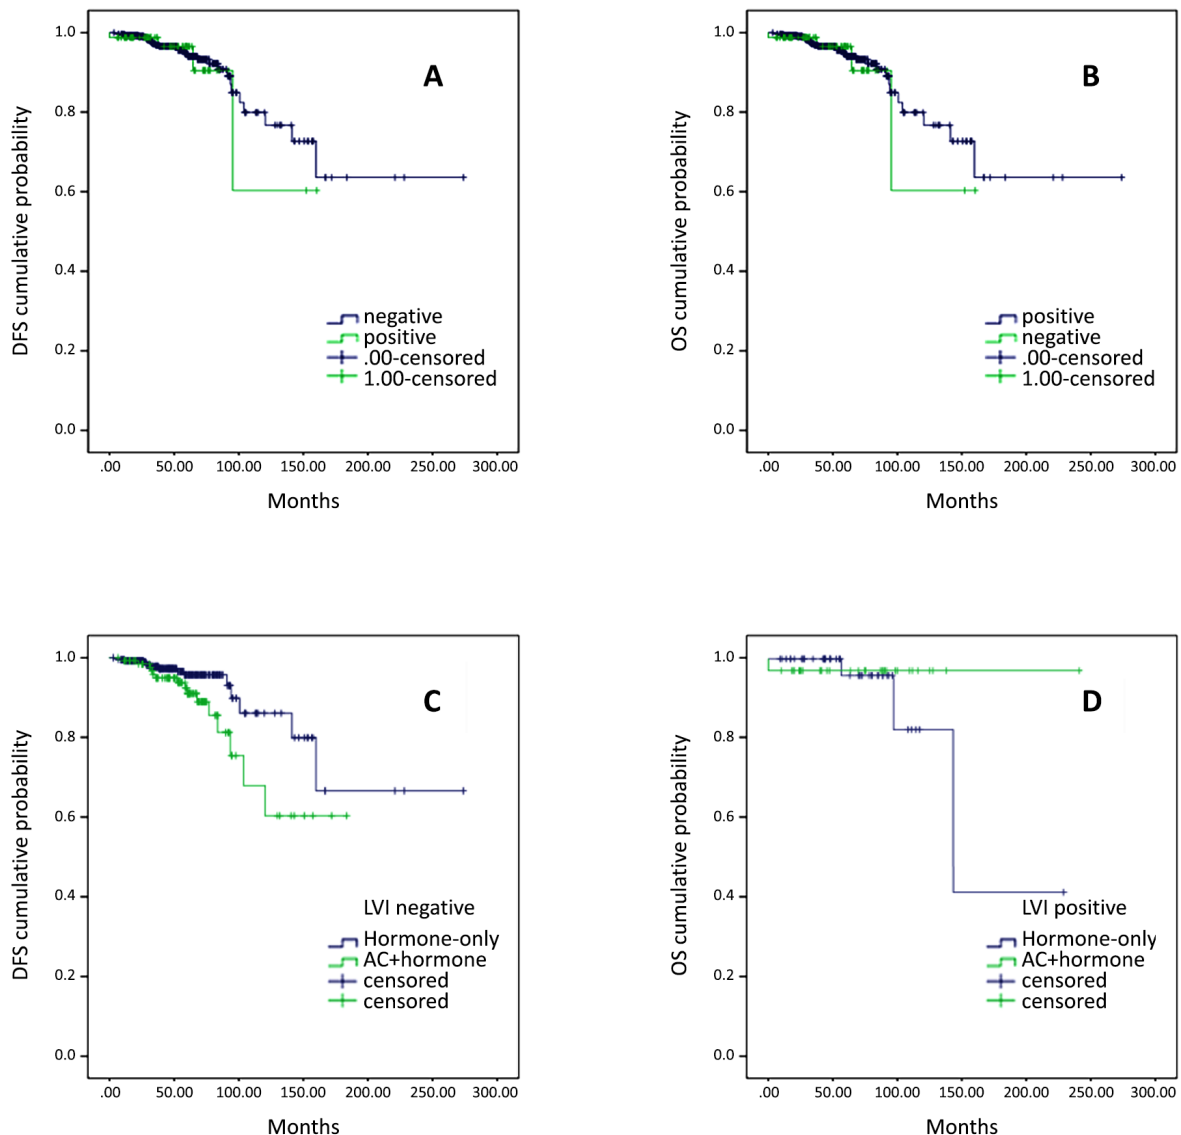 A
DFS cumulative probability
1.0
0.8
0.6
0.4
0.2
0.0
negative
positive
.00-censored
1.00-censored
.00 50.00 100.00 150.00 200.00 250.00 300.00
Months
B
OS cumulative probability
1.0
0.8
0.6
0.4
0.2
0.0
positive
negative
.00-censored
1.00-censored
.00 50.00 100.00 150.00 200.00 250.00 300.00
Months
C
DFS cumulative probability
1.0
0.8
0.6
0.4
0.2
0.0
LVI negative
Hormone-only
AC+hormone
censored
censored
.00 50.00 100.00 150.00 200.00 250.00 300.00
Months
D
OS cumulative probability
1.0
0.8
0.6
0.4
0.2
0.0
LVI positive
Hormone-only
AC+hormone
censored
censored
.00 50.00 100.00 150.00 200.00 250.00 300.00
Months